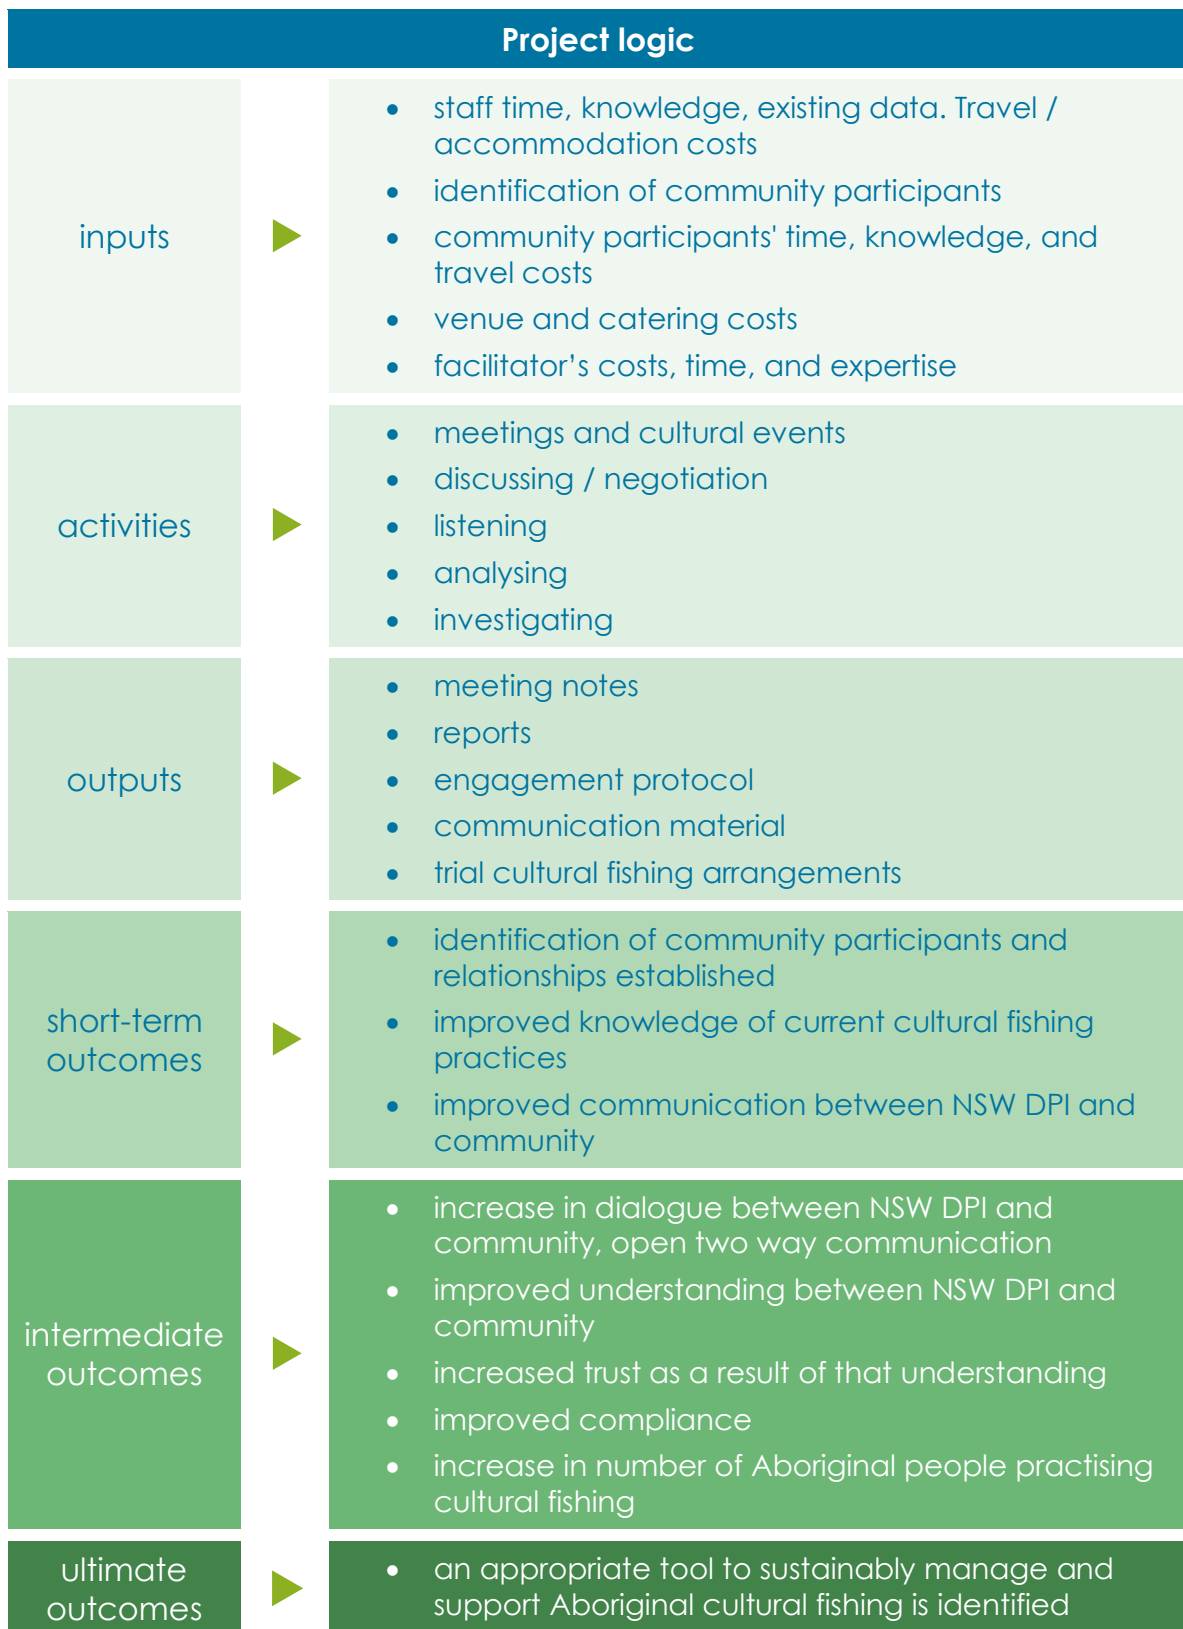 Project logic
inputs
• staff time, knowledge, existing data. Travel /
accommodation costs
• identification of community participants
• community participants' time, knowledge, and
travel costs
• venue and catering costs
• facilitator’s costs, time, and expertise
activities
• meetings and cultural events
• discussing / negotiation
• listening
• analysing
• investigating
outputs
• meeting notes
• reports
• engagement protocol
• communication material
• trial cultural fishing arrangements
short-term
outcomes
• identification of community participants and
relationships established
• improved knowledge of current cultural fishing
practices
• improved communication between NSW DPI and
community
intermediate
outcomes
• increase in dialogue between NSW DPI and
community, open two way communication
• improved understanding between NSW DPI and
community
• increased trust as a result of that understanding
• improved compliance
• increase in number of Aboriginal people practising
cultural fishing
ultimate
outcomes
• an appropriate tool to sustainably manage and
support Aboriginal cultural fishing is identified